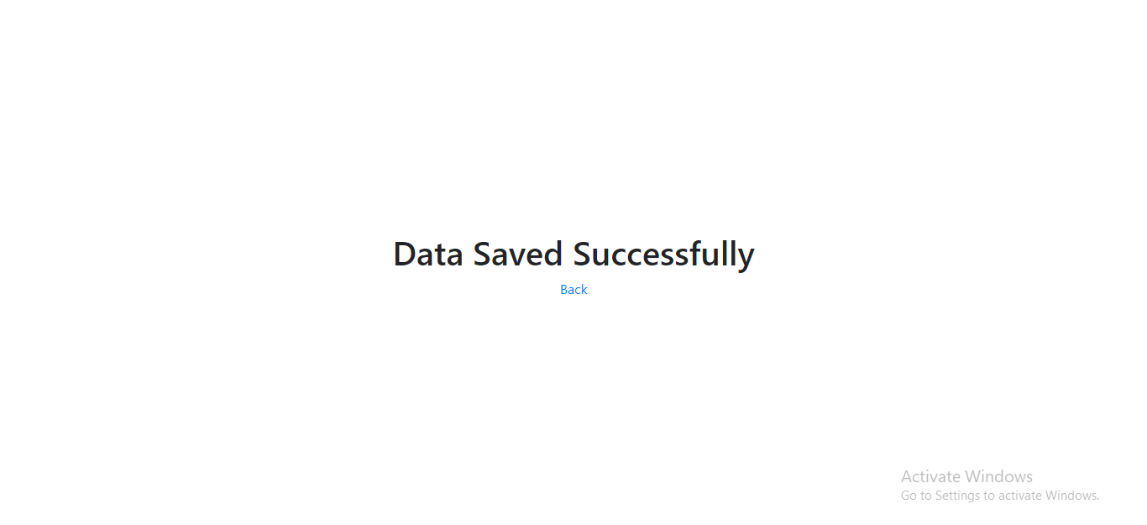 Data Saved Successfully
Back
Activate Windows
Go to Settings to activate Windows.